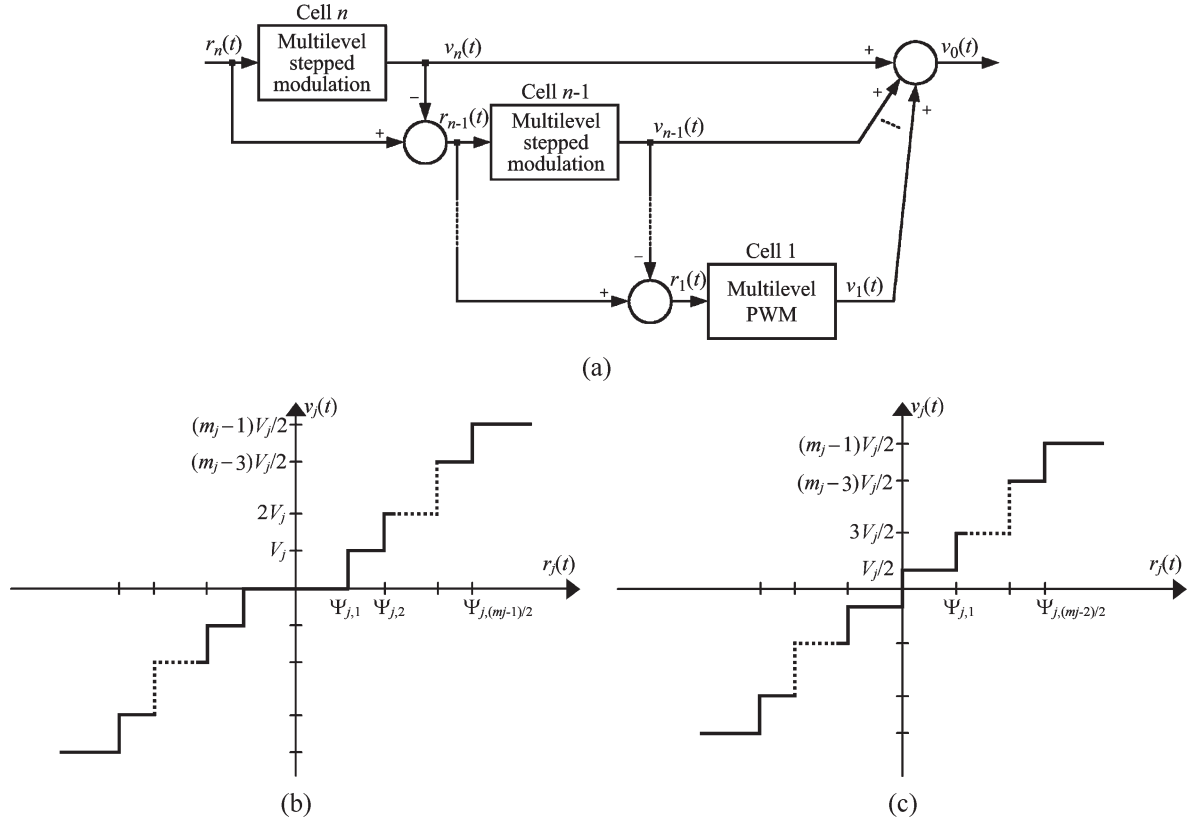 Cell n
r_n(t)
Multilevel
stepped
modulation
v_n(t)
+
v_0(t)
−
+
+
+
r_{n-1}(t)
Cell n-1
Multilevel
stepped
modulation
v_{n-1}(t)
−
+
r_1(t)
Cell 1
Multilevel
PWM
v_1(t)
(a)
v_j(t)
(m_j−1)V_j/2
(m_j−3)V_j/2
2V_j
V_j
r_j(t)
Ψ_{j,1}
Ψ_{j,2}
Ψ_{j,(mj-1)/2}
(b)
v_j(t)
(m_j−1)V_j/2
(m_j−3)V_j/2
3V_j/2
V_j/2
r_j(t)
Ψ_{j,1}
Ψ_{j,(mj-2)/2}
(c)